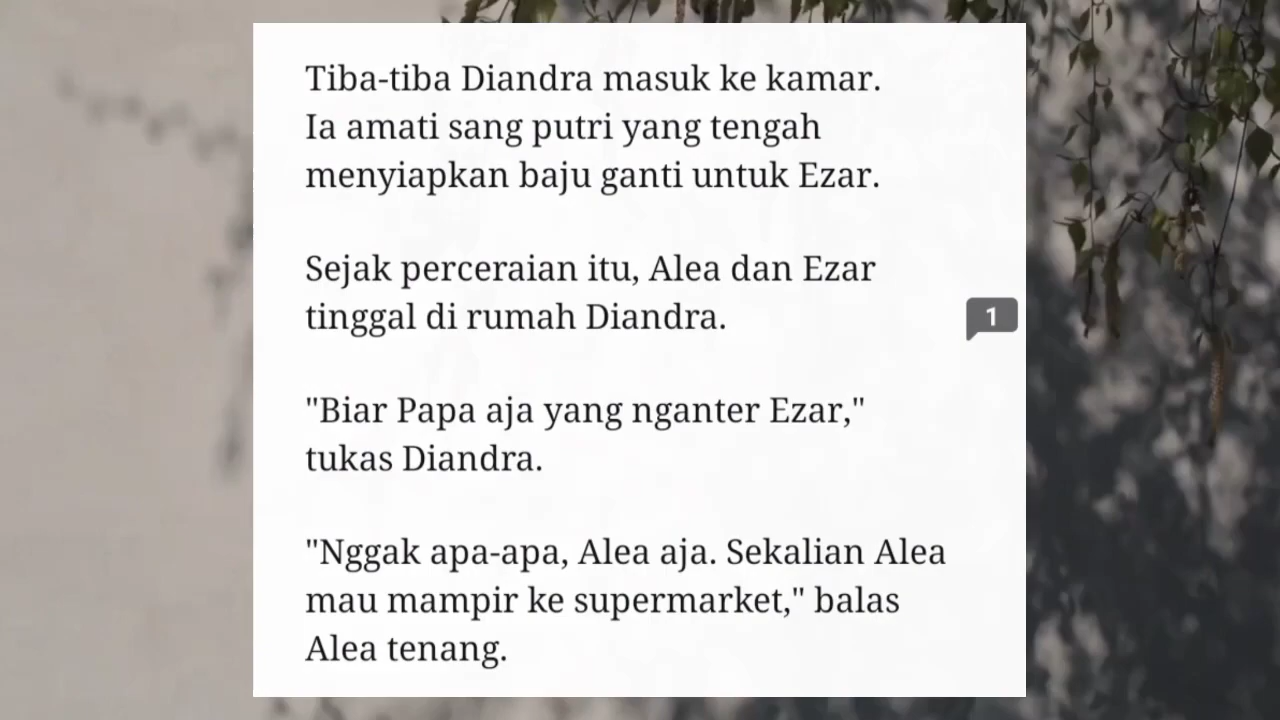 Tiba-tiba Diandra masuk ke kamar.
Ia amati sang putri yang tengah
menyiapkan baju ganti untuk Ezar.
Sejak perceraian itu, Alea dan Ezar
tinggal di rumah Diandra.
1
"Biar Papa aja yang nganter Ezar,"
tukas Diandra.
"Nggak apa-apa, Alea aja. Sekalian Alea
mau mampir ke supermarket," balas
Alea tenang.